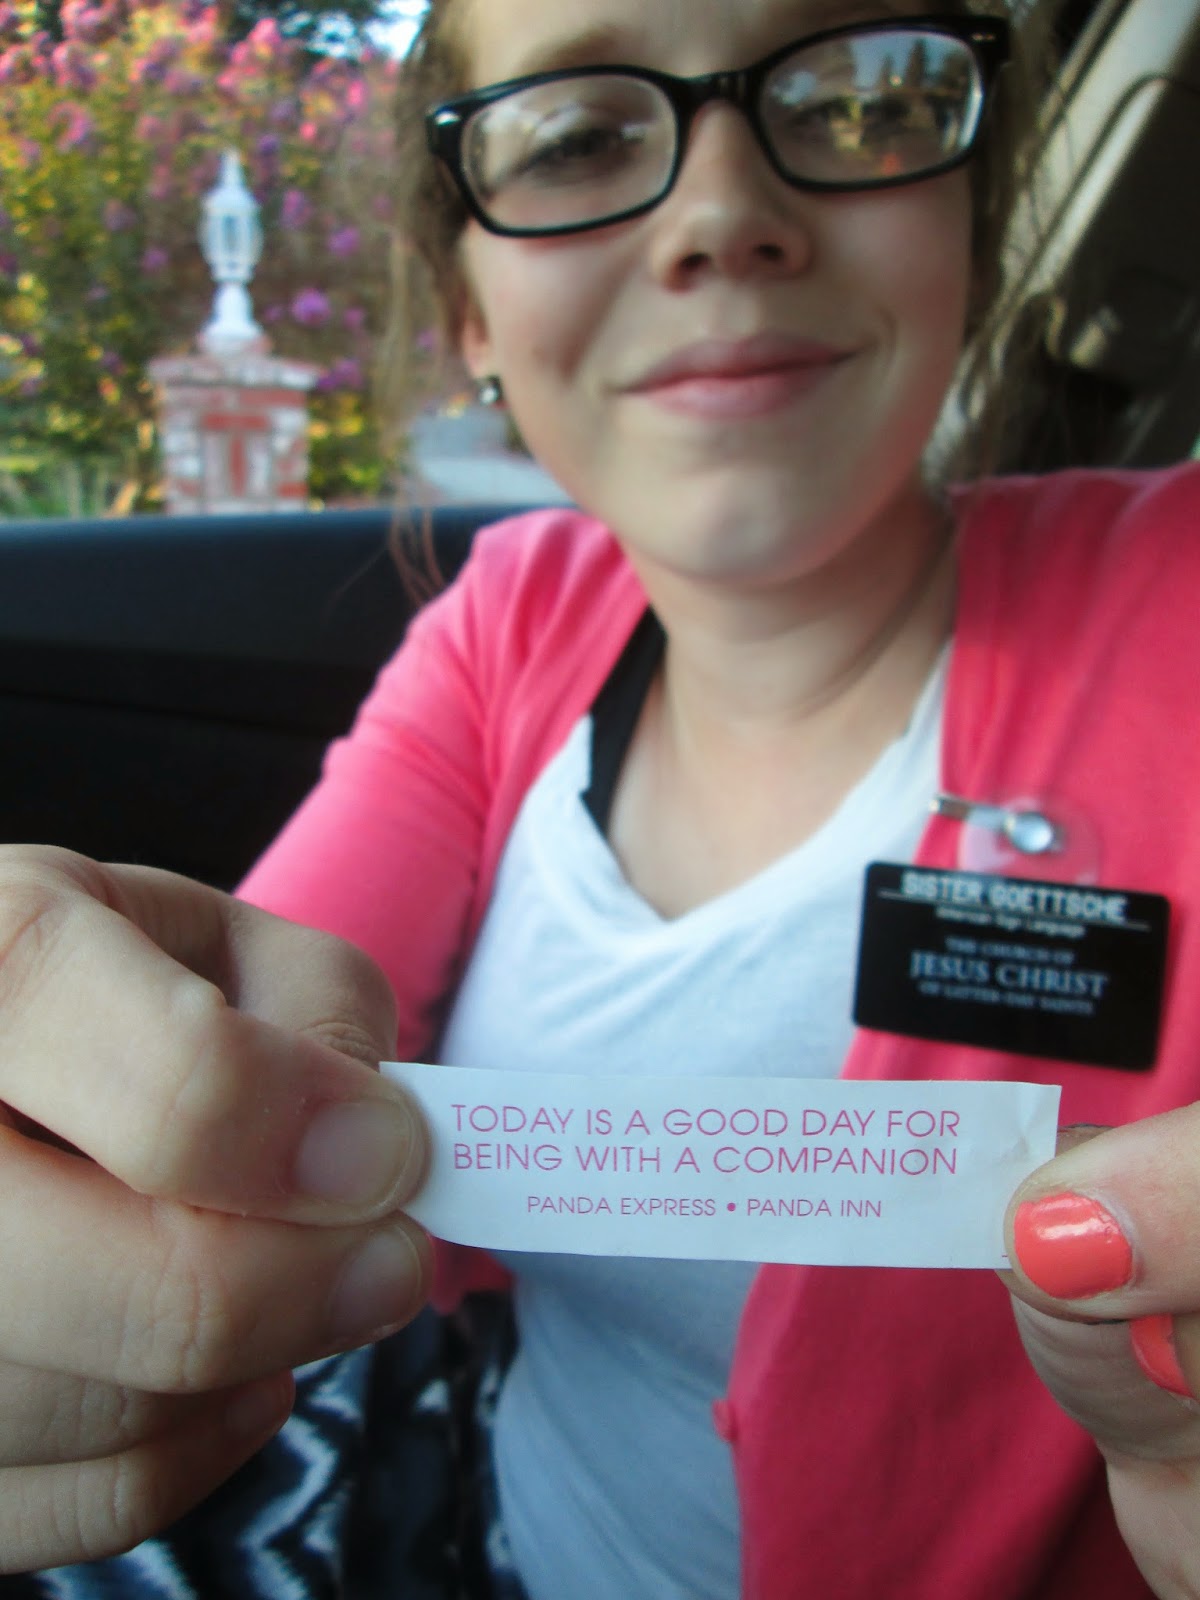 SISTER GOETTSCHE
American Sign Language
THE CHURCH OF
JESUS CHRIST
OF LATTER-DAY SAINTS
TODAY IS A GOOD DAY FOR
BEING WITH A COMPANION
PANDA EXPRESS • PANDA INN